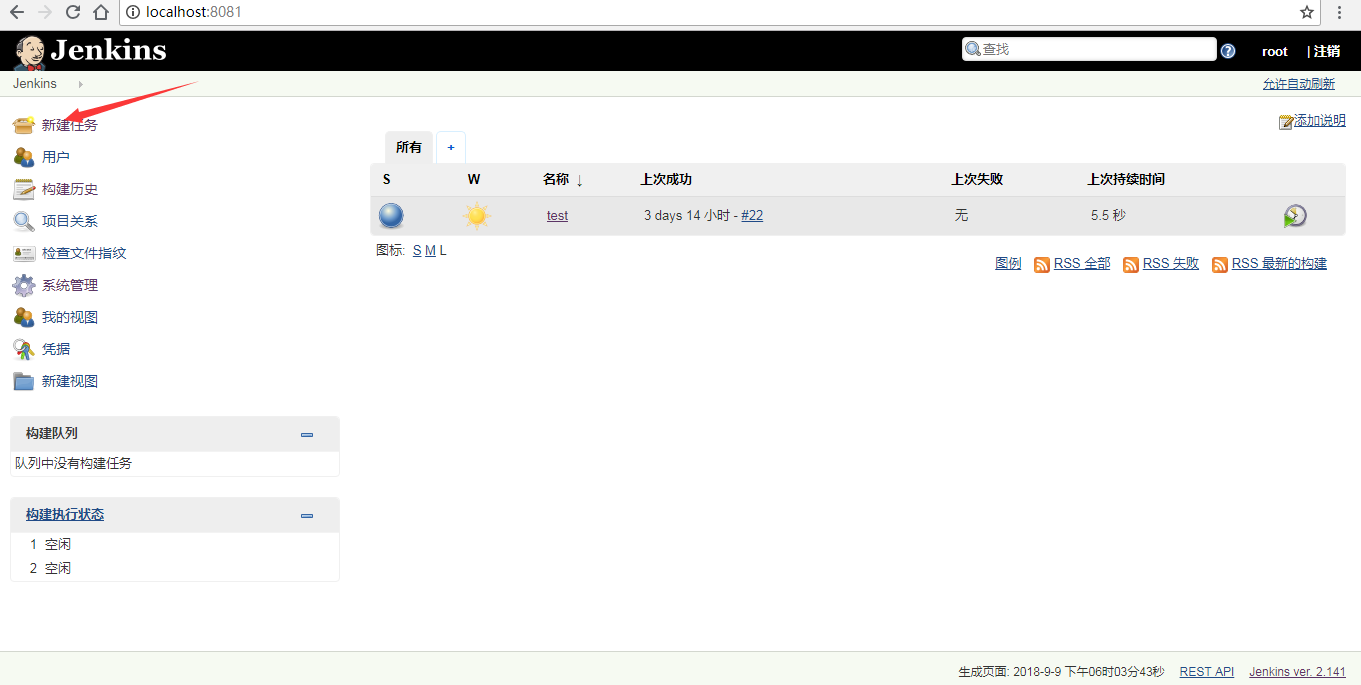 localhost:8081
Jenkins
查找
root | 注销
Jenkins
允许自动刷新
新建任务
用户
构建历史
项目关系
检查文件指纹
系统管理
我的视图
凭据
新建视图
构建队列
队列中没有构建任务
构建执行状态
1 空闲
2 空闲
添加说明
所有 +
S W 名称 ↓ 上次成功 上次失败 上次持续时间
test 3 days 14 小时 - #22 无 5.5 秒
图标: S M L
图例 RSS 全部 RSS 失败 RSS 最新的构建
生成页面: 2018-9-9 下午06时03分43秒 REST API Jenkins ver. 2.141